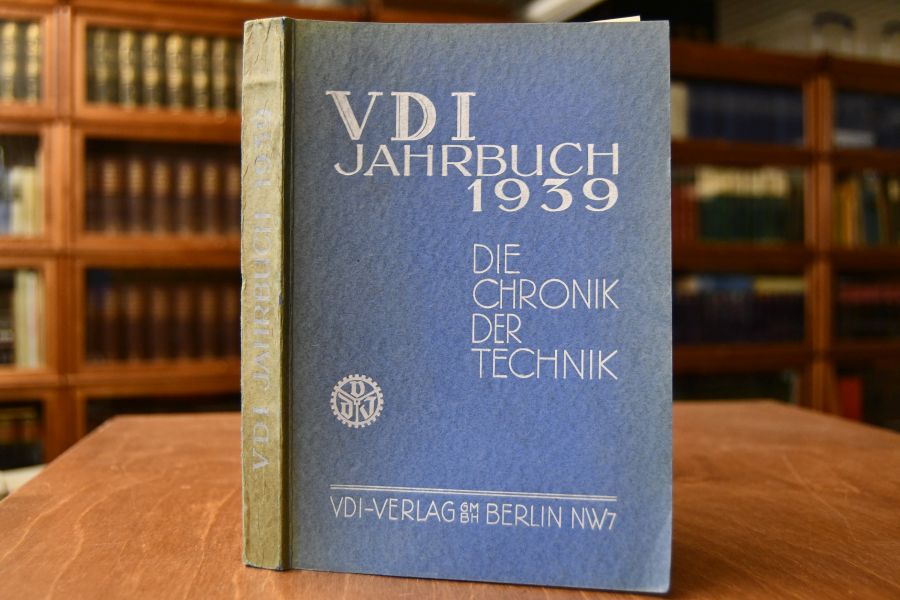 VDI
JAHRBUCH
1939
DIE
CHRONIK
DER
TECHNIK
VDI
VDI-VERLAG GMBH BERLIN NW7
VDI JAHRBUCH 1939